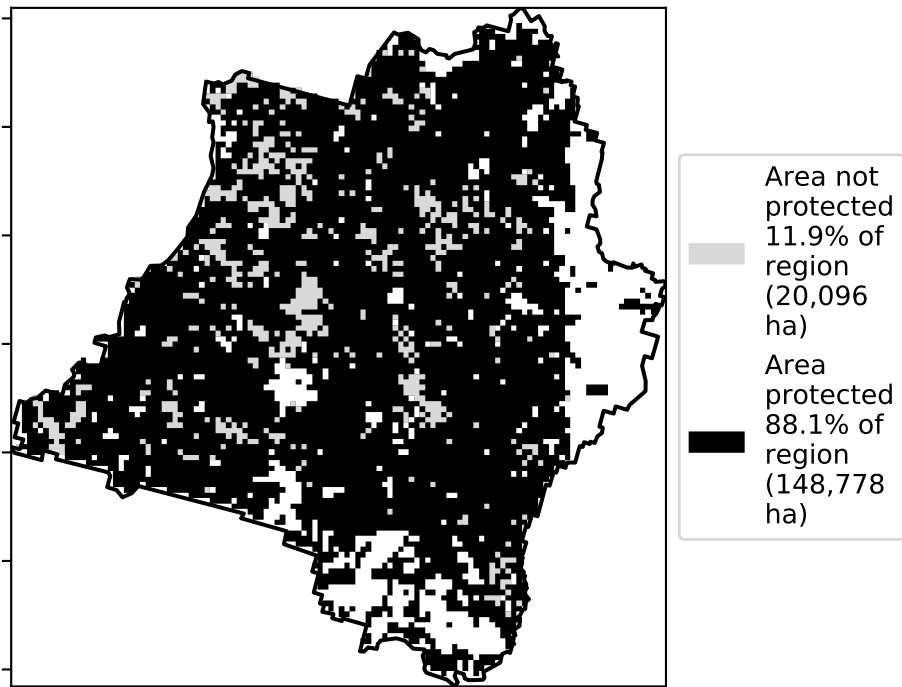 Area not
protected
11.9% of
region
(20,096
ha)
Area
protected
88.1% of
region
(148,778
ha)